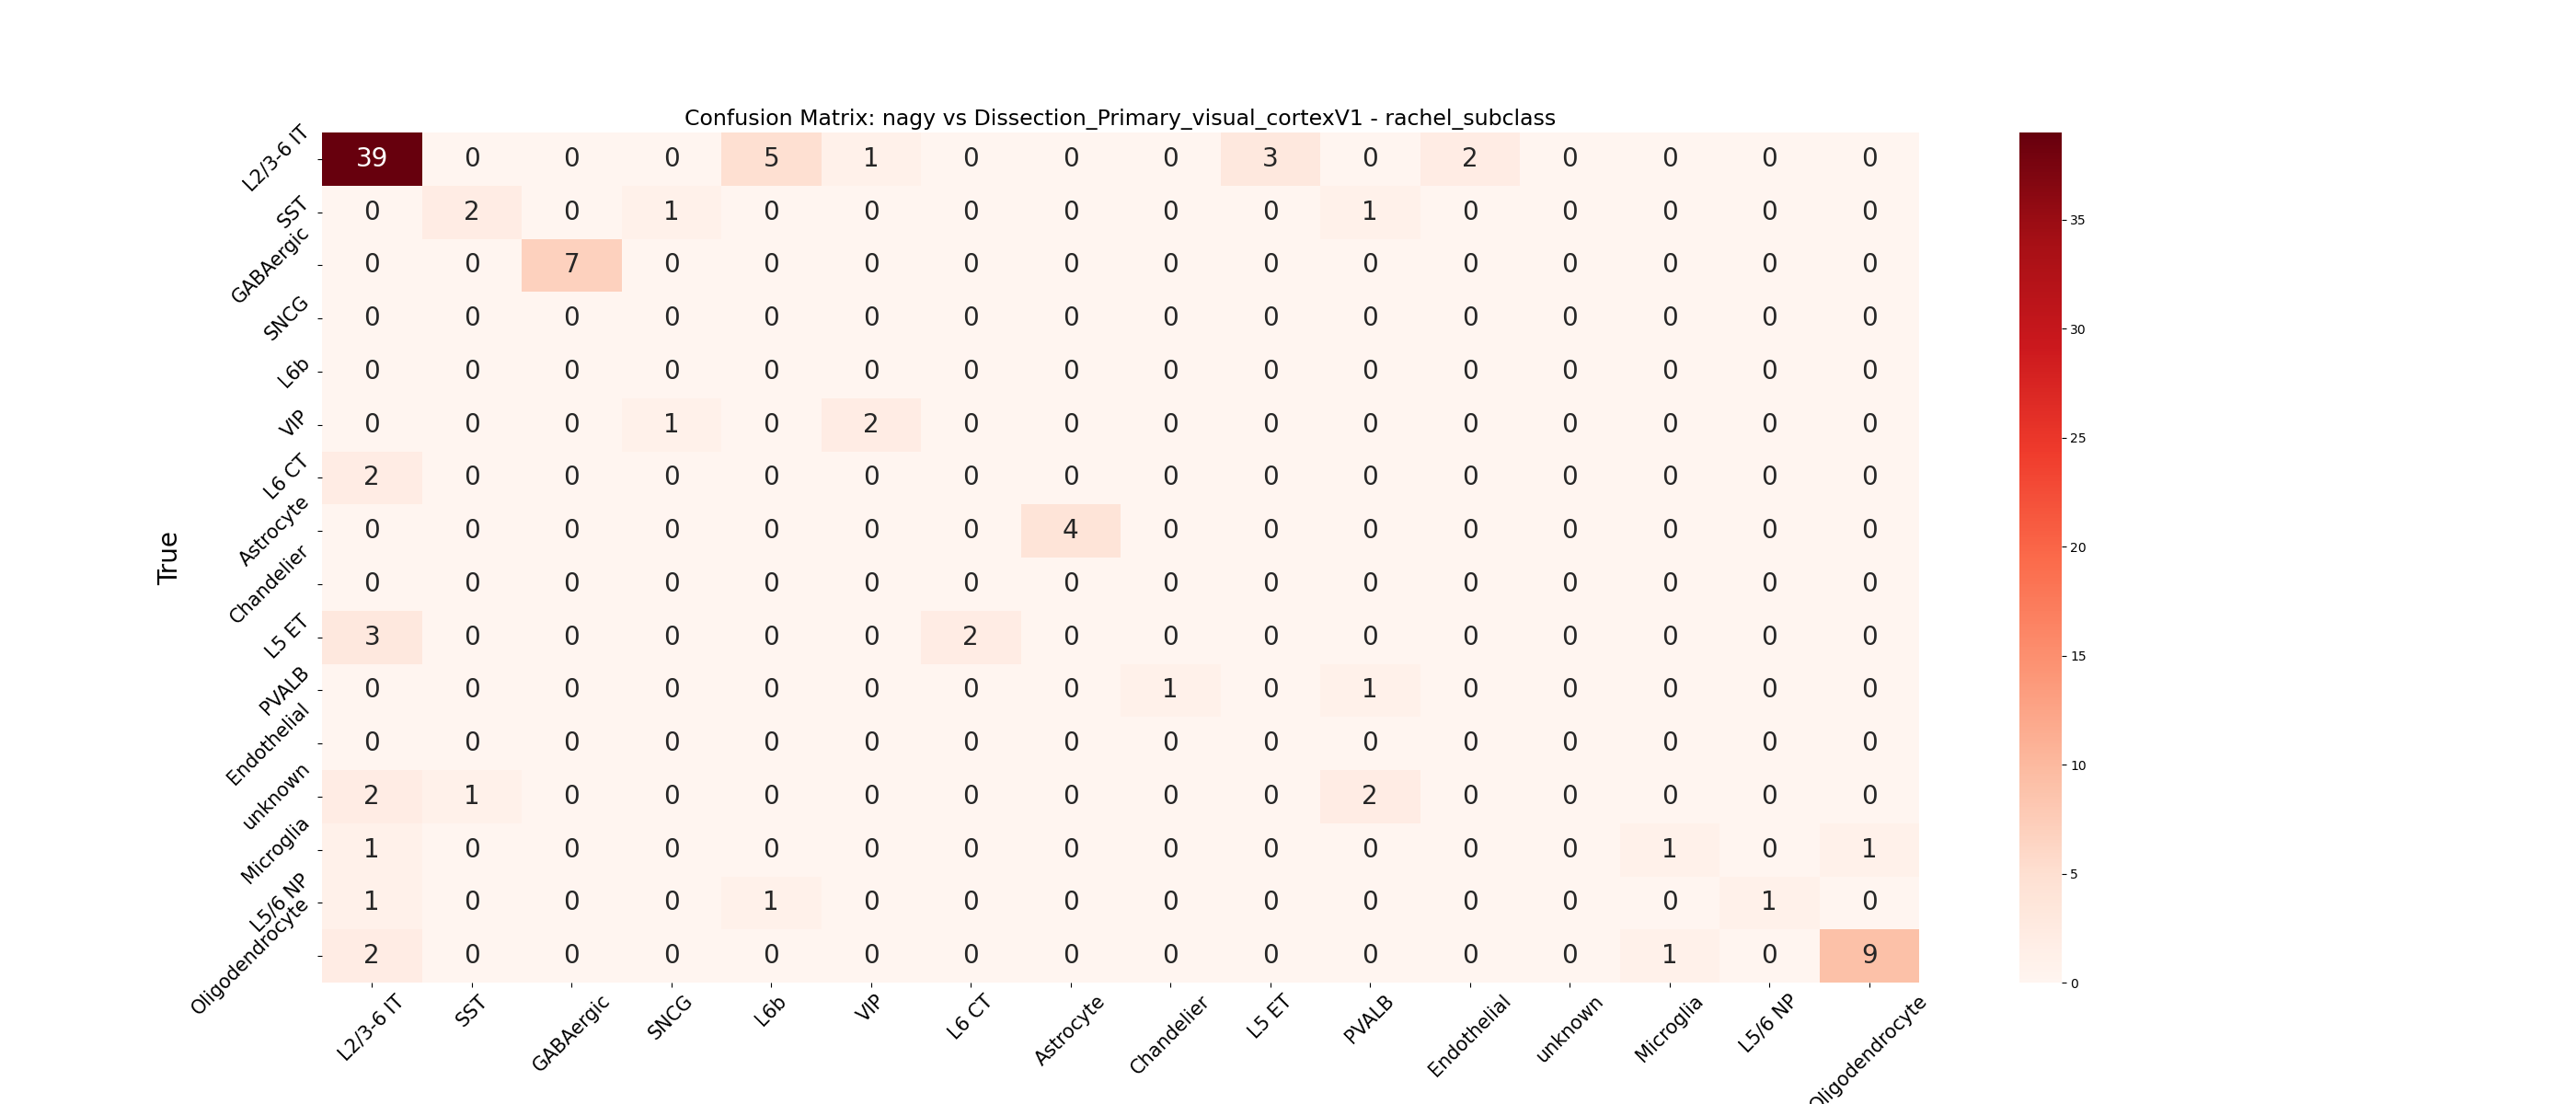 Confusion Matrix: nagy vs Dissection_Primary_visual_cortexV1 - rachel_subclass
True
L2/3-6 IT 39 0 0 0 5 1 0 0 0 3 0 2 0 0 0 0
SST 0 2 0 1 0 0 0 0 0 0 1 0 0 0 0 0
GABAergic 0 0 7 0 0 0 0 0 0 0 0 0 0 0 0 0
SNCG 0 0 0 0 0 0 0 0 0 0 0 0 0 0 0 0
L6b 0 0 0 0 0 0 0 0 0 0 0 0 0 0 0 0
VIP 0 0 0 1 0 2 0 0 0 0 0 0 0 0 0 0
L6 CT 2 0 0 0 0 0 0 0 0 0 0 0 0 0 0 0
Astrocyte 0 0 0 0 0 0 0 4 0 0 0 0 0 0 0 0
Chandelier 0 0 0 0 0 0 0 0 0 0 0 0 0 0 0 0
L5 ET 3 0 0 0 0 0 2 0 0 0 0 0 0 0 0 0
PVALB 0 0 0 0 0 0 0 0 1 0 1 0 0 0 0 0
Endothelial 0 0 0 0 0 0 0 0 0 0 0 0 0 0 0 0
unknown 2 1 0 0 0 0 0 0 0 0 2 0 0 0 0 0
Microglia 1 0 0 0 0 0 0 0 0 0 0 0 0 1 0 1
L5/6 NP 1 0 0 0 1 0 0 0 0 0 0 0 0 0 1 0
Oligodendrocyte 2 0 0 0 0 0 0 0 0 0 0 0 0 1 0 9
L2/3-6 IT SST GABAergic SNCG L6b VIP L6 CT Astrocyte Chandelier L5 ET PVALB Endothelial unknown Microglia L5/6 NP Oligodendrocyte
35
30
25
20
15
10
5
0